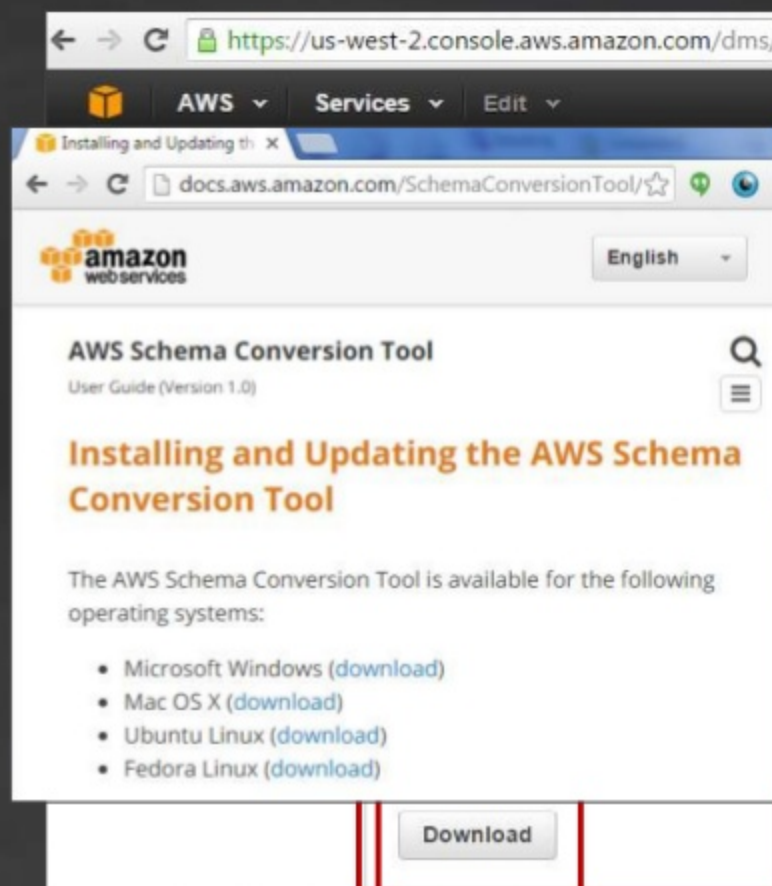 https://us-west-2.console.aws.amazon.com/dms/
AWS Services Edit
Installing and Updating th
docs.aws.amazon.com/SchemaConversionTool/
amazon
webservices
English
AWS Schema Conversion Tool
User Guide (Version 1.0)
Installing and Updating the AWS Schema
Conversion Tool
The AWS Schema Conversion Tool is available for the following
operating systems:
• Microsoft Windows (download)
• Mac OS X (download)
• Ubuntu Linux (download)
• Fedora Linux (download)
Download